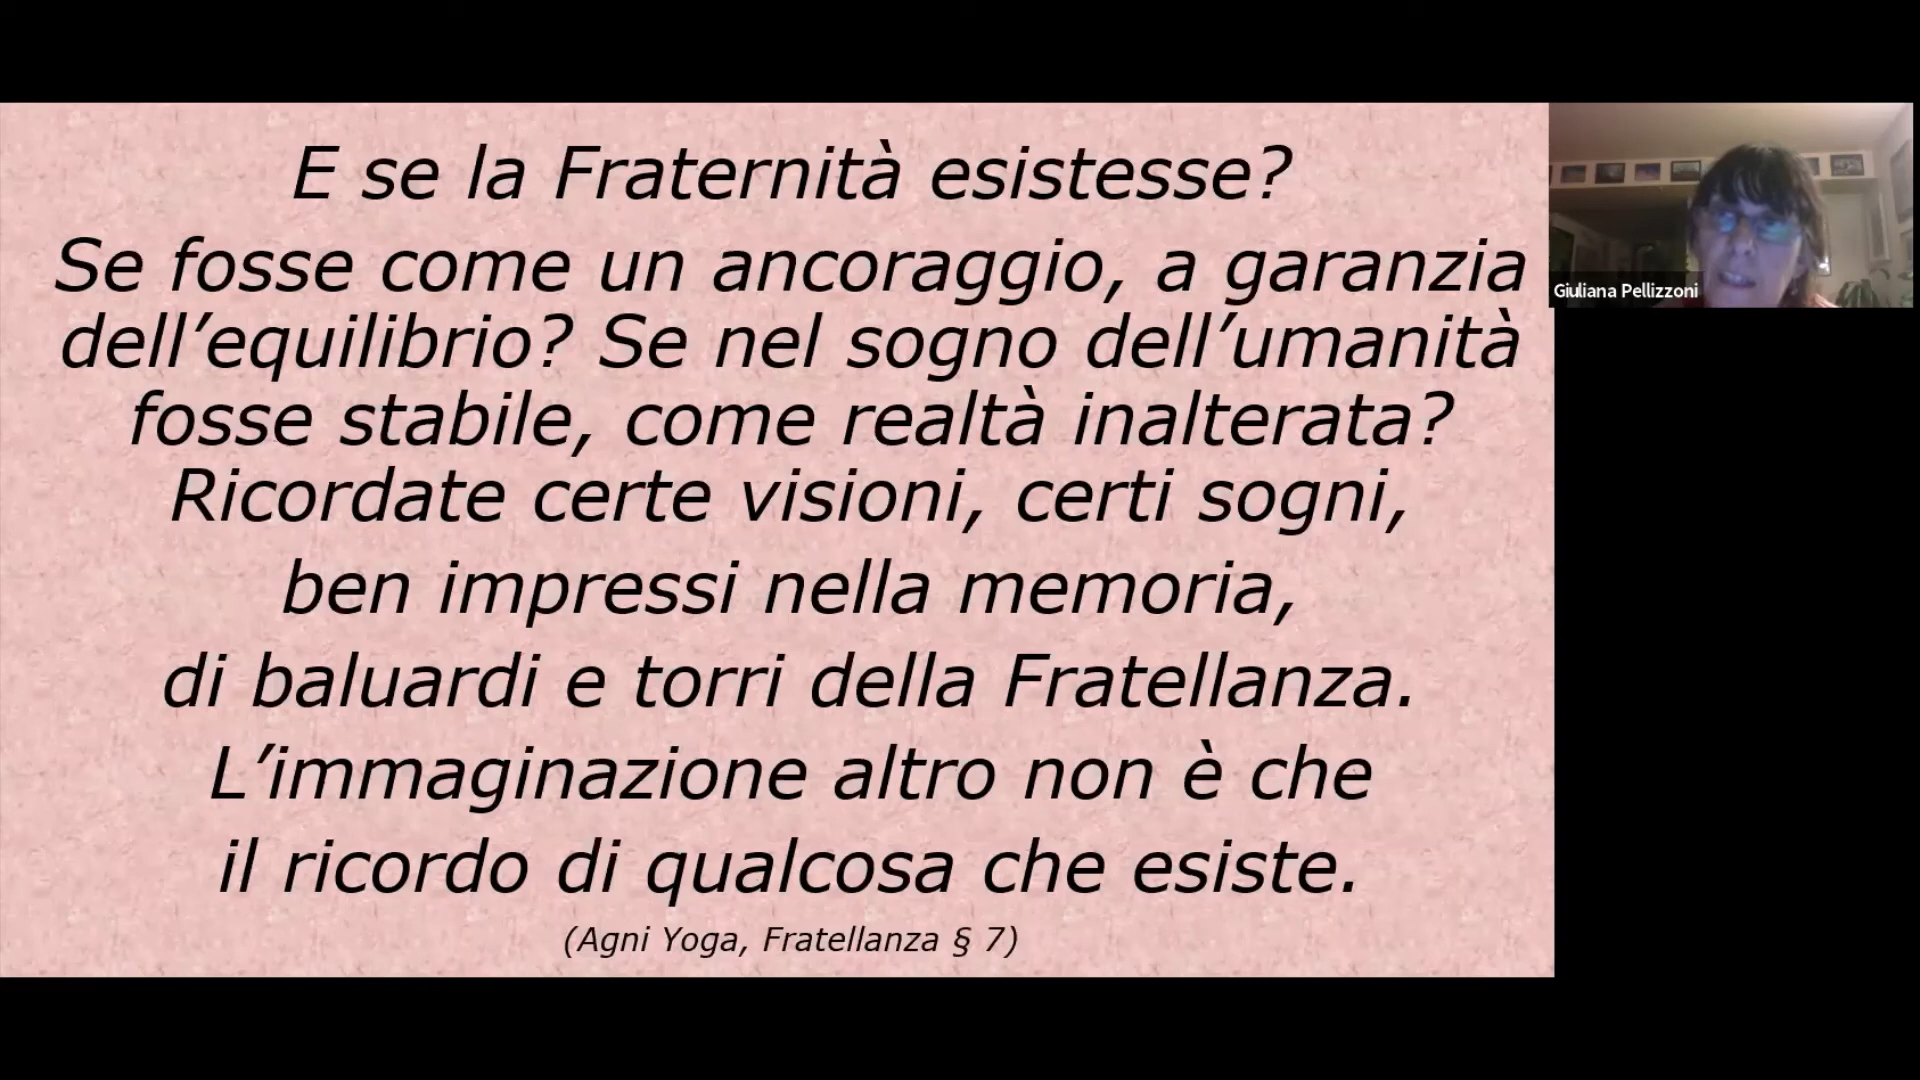 E se la Fraternità esistesse?
Se fosse come un ancoraggio, a garanzia
dell’equilibrio? Se nel sogno dell’umanità
fosse stabile, come realtà inalterata?
Ricordate certe visioni, certi sogni,
ben impressi nella memoria,
di baluardi e torri della Fratellanza.
L’immaginazione altro non è che
il ricordo di qualcosa che esiste.
(Agni Yoga, Fratellanza § 7)
Giuliana Pellizzoni